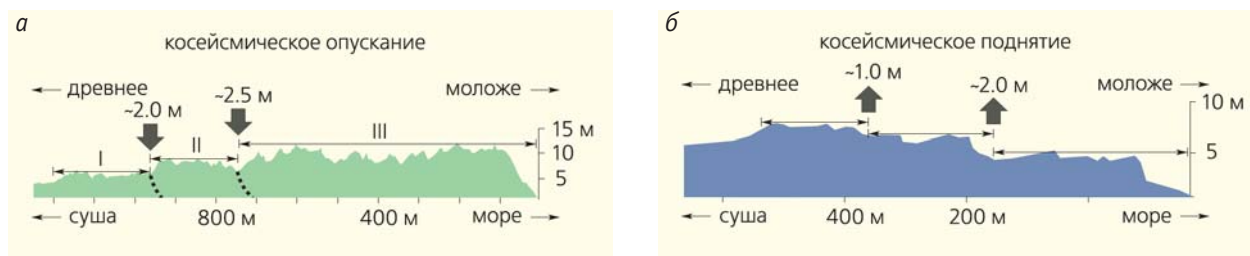 а
косейсмическое опускание
← древнее
моложе →
~2.0 м
~2.5 м
I
II
III
15 м
10
5
← суша
800 м
400 м
море →
б
косейсмическое поднятие
← древнее
моложе →
~1.0 м
~2.0 м
10 м
5
← суша
400 м
200 м
море →